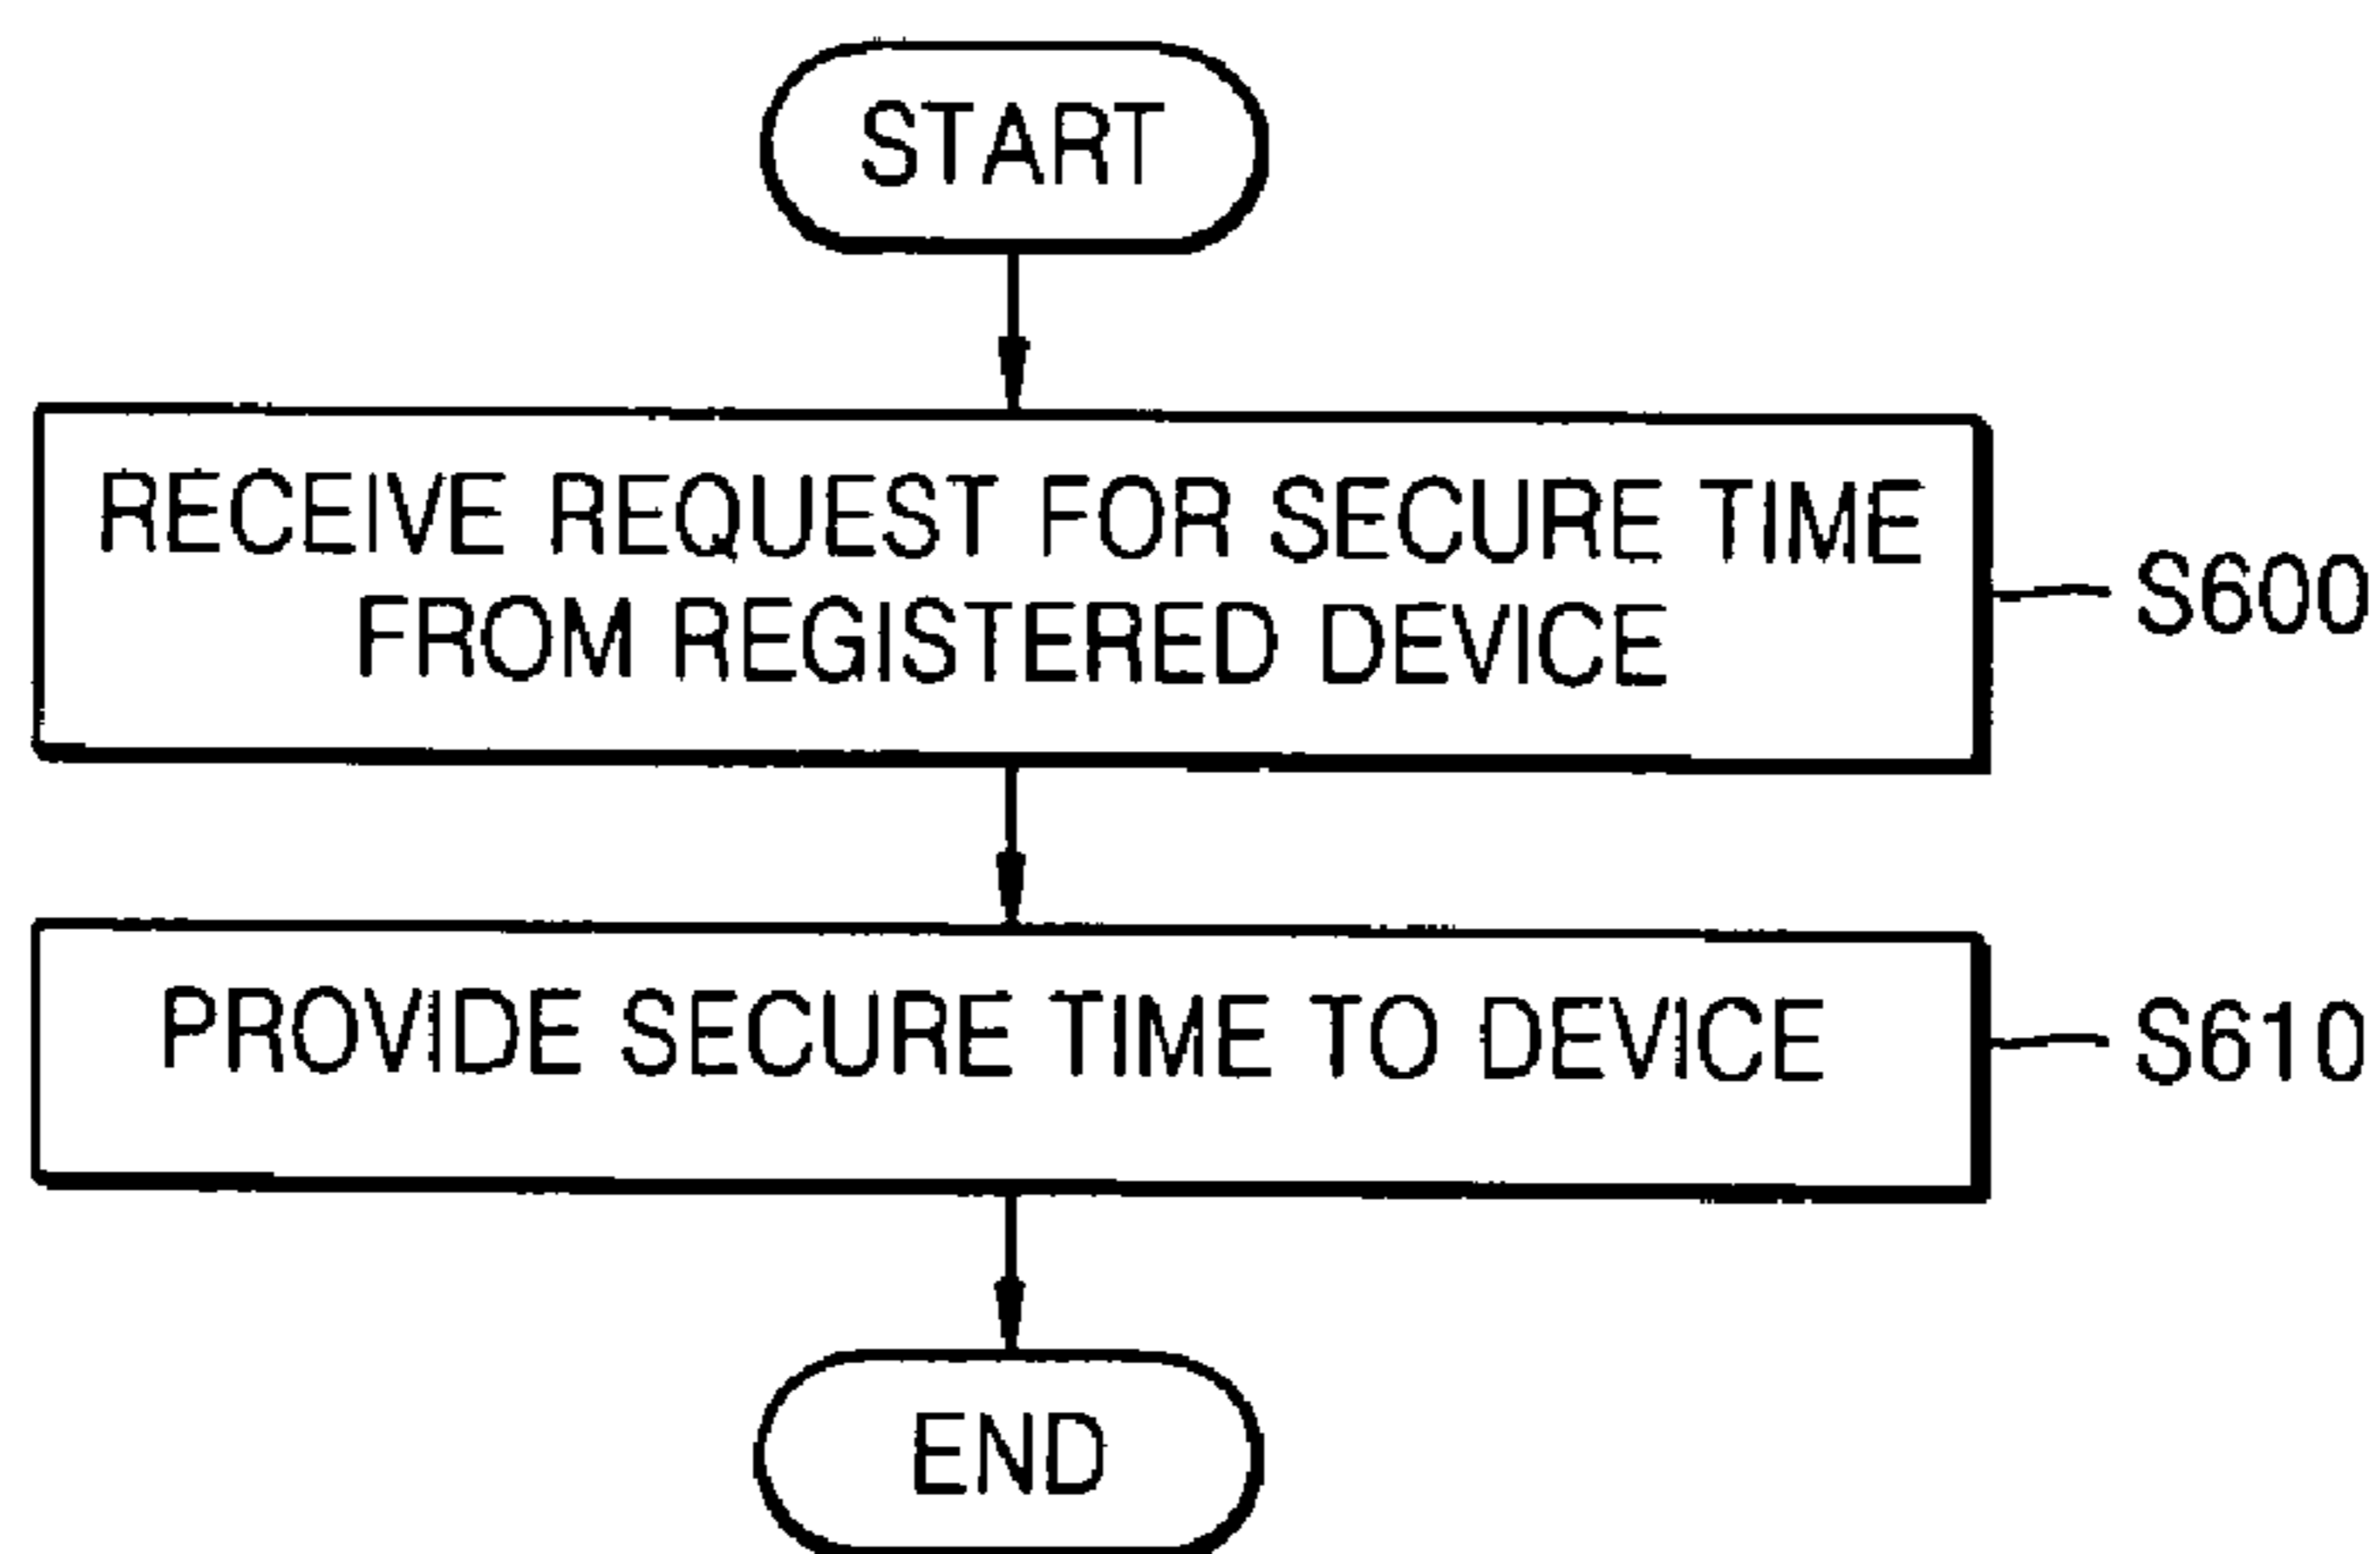 START
RECEIVE REQUEST FOR SECURE TIME
FROM REGISTERED DEVICE
S600
PROVIDE SECURE TIME TO DEVICE
S610
END